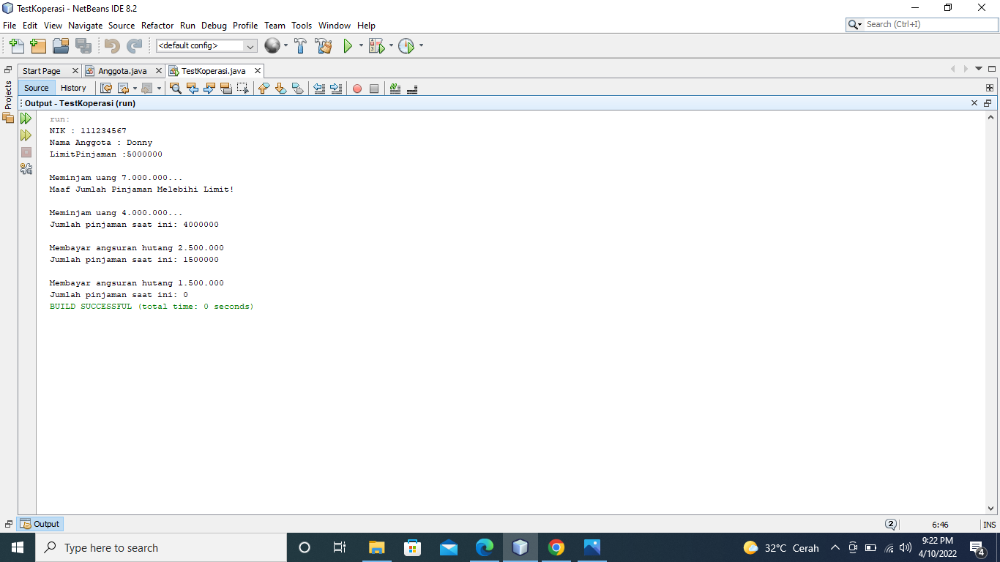 TestKoperasi - NetBeans IDE 8.2
File Edit View Navigate Source Refactor Run Debug Profile Team Tools Window Help
Search (Ctrl+I)
<default config>
Projects
Start Page Anggota.java TestKoperasi.java
Source History
Output - TestKoperasi (run)
run:
NIK : 111234567
Nama Anggota : Donny
LimitPinjaman :5000000
Meminjam uang 7.000.000...
Maaf Jumlah Pinjaman Melebihi Limit!
Meminjam uang 4.000.000...
Jumlah pinjaman saat ini: 4000000
Membayar angsuran hutang 2.500.000
Jumlah pinjaman saat ini: 1500000
Membayar angsuran hutang 1.500.000
Jumlah pinjaman saat ini: 0
BUILD SUCCESSFUL (total time: 0 seconds)
Output
2 6:46 INS
Type here to search
32°C Cerah
9:22 PM
4/10/2022
4